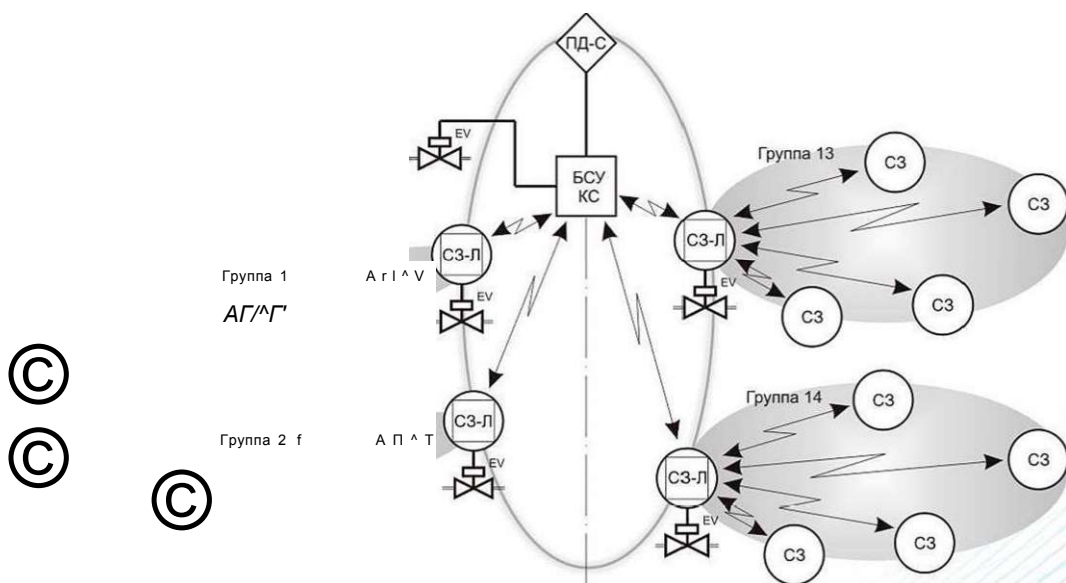 ПД-С
EV
БСУ
КС
Группа 13
СЗ
СЗ
СЗ-Л
СЗ-Л
Группа 1 A r l ^ V
EV
EV
СЗ
СЗ
АГ/^Г'
©
Группа 14
СЗ
СЗ-Л
Группа 2 f А П ^ Т
©
СЗ
EV
СЗ-Л
©
EV
СЗ
СЗ